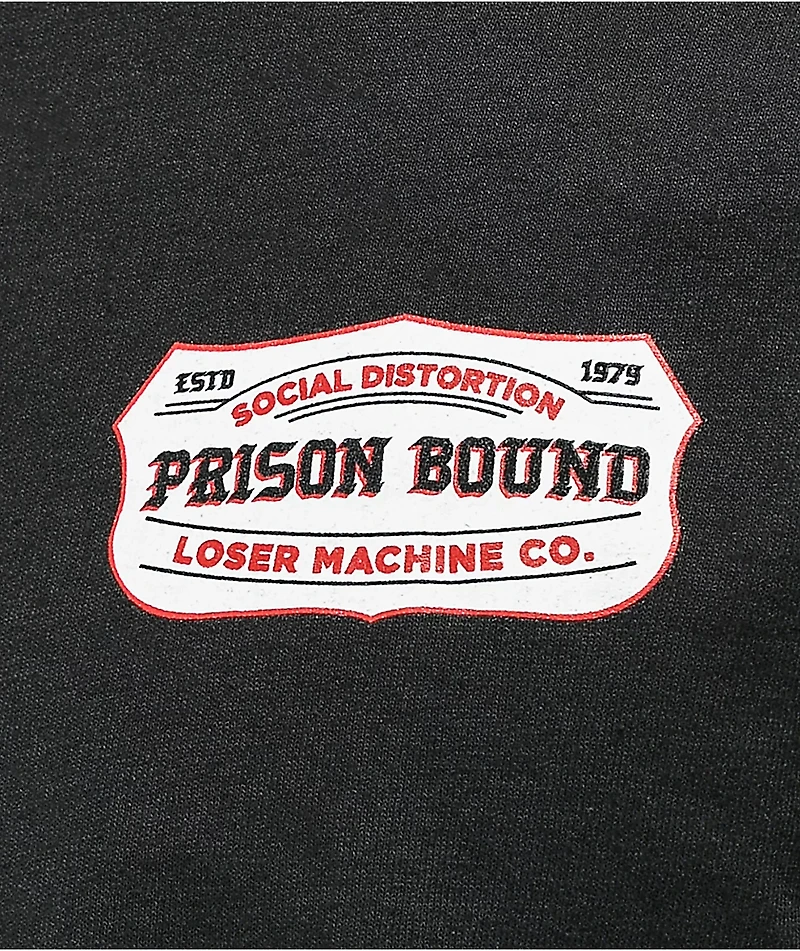 ESTD 1979
SOCIAL DISTORTION
PRISON BOUND
LOSER MACHINE CO.